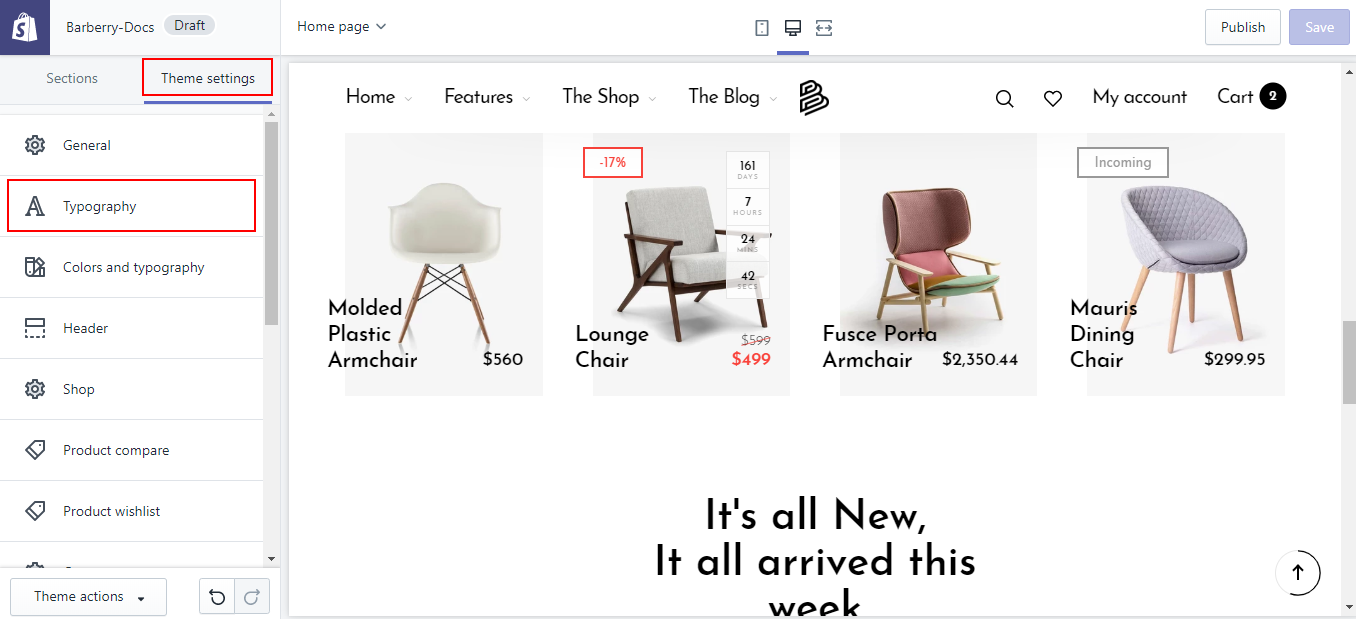 Barberry-Docs
Draft
Home page
Publish
Save
Sections
Theme settings
General
Typography
Colors and typography
Header
Shop
Product compare
Product wishlist
Theme actions
Home
Features
The Shop
The Blog
My account
Cart
2
Molded
Plastic
Armchair
$560
-17%
161
DAYS
7
HOURS
24
MINS
42
SECS
Lounge
Chair
$599
$499
Fusce Porta
Armchair
$2,350.44
Incoming
Mauris
Dining
Chair
$299.95
It's all New,
It all arrived this
week